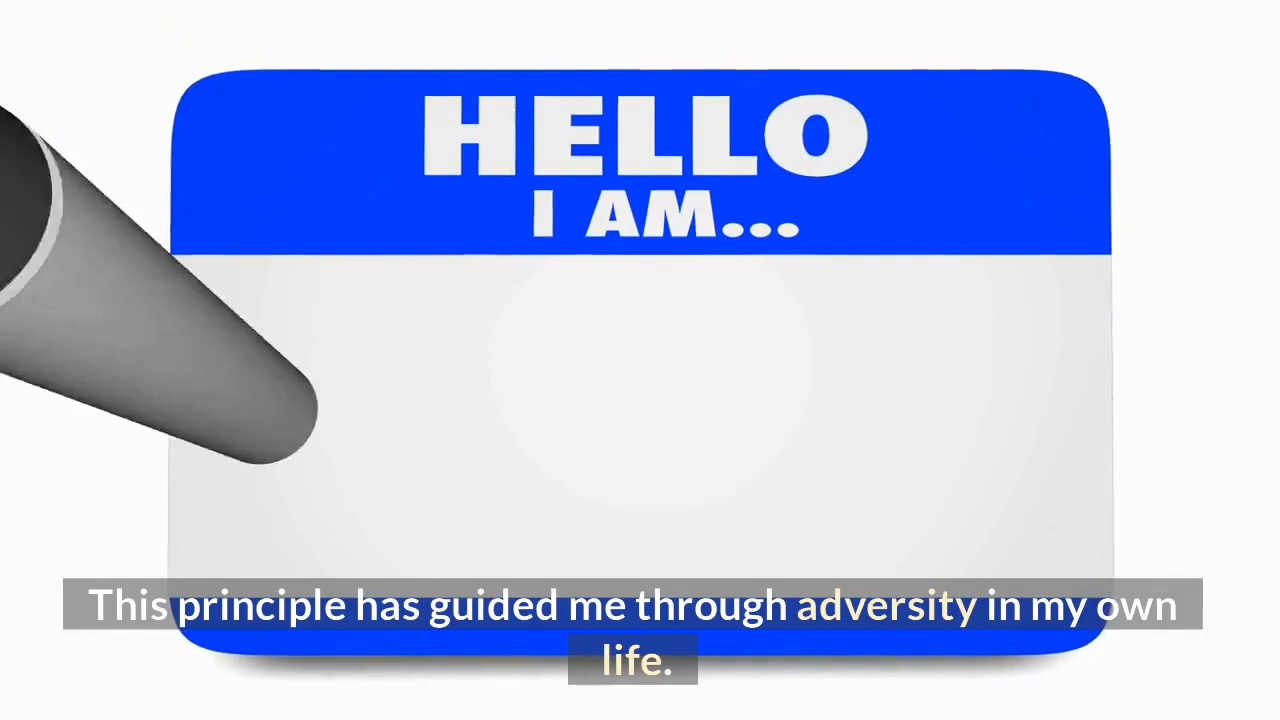 HELLO
I AM...
This principle has guided me through adversity in my own
life.